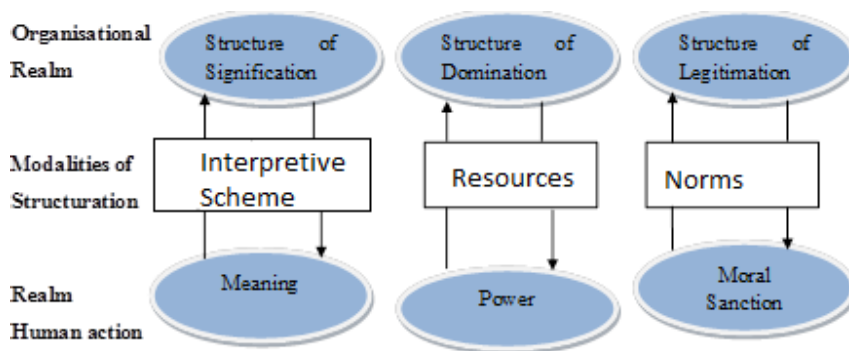 Organisational
Realm
Structure of
Signification
Structure of
Domination
Structure of
Legitimation
Modalities of
Structuration
Interpretive
Scheme
Resources
Norms
Realm
Human action
Meaning
Power
Moral
Sanction